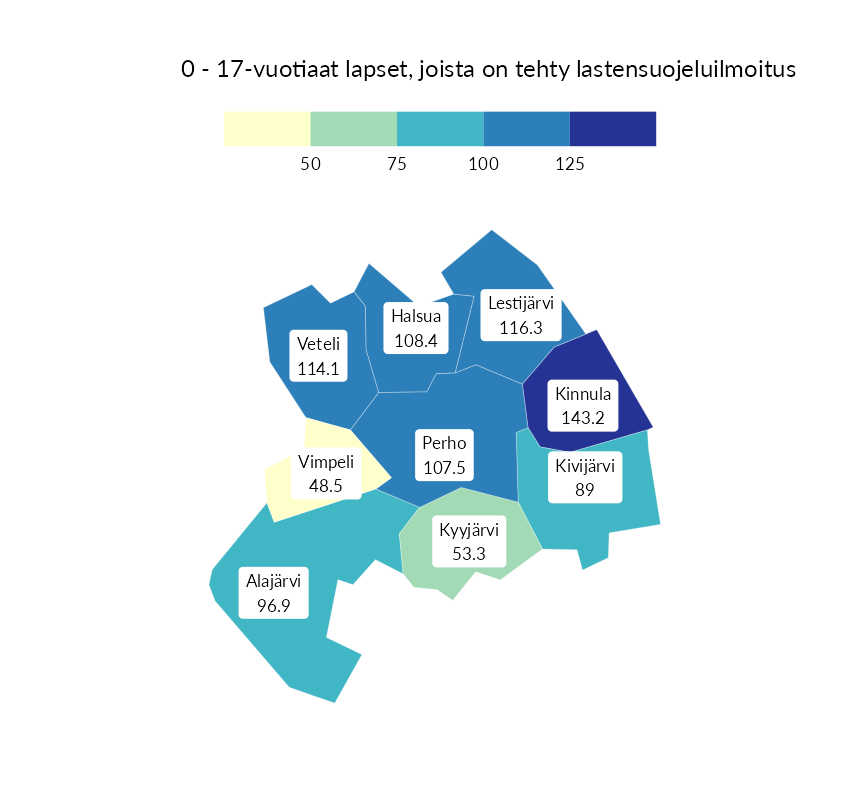 0 - 17-vuotiaat lapset, joista on tehty lastensuojeluilmoitus
50 75 100 125
Lestijärvi
116.3
Halsua
108.4
Veteli
114.1
Kinnula
143.2
Perho
107.5
Vimpeli
48.5
Kivijärvi
89
Kyyjärvi
53.3
Alajärvi
96.9